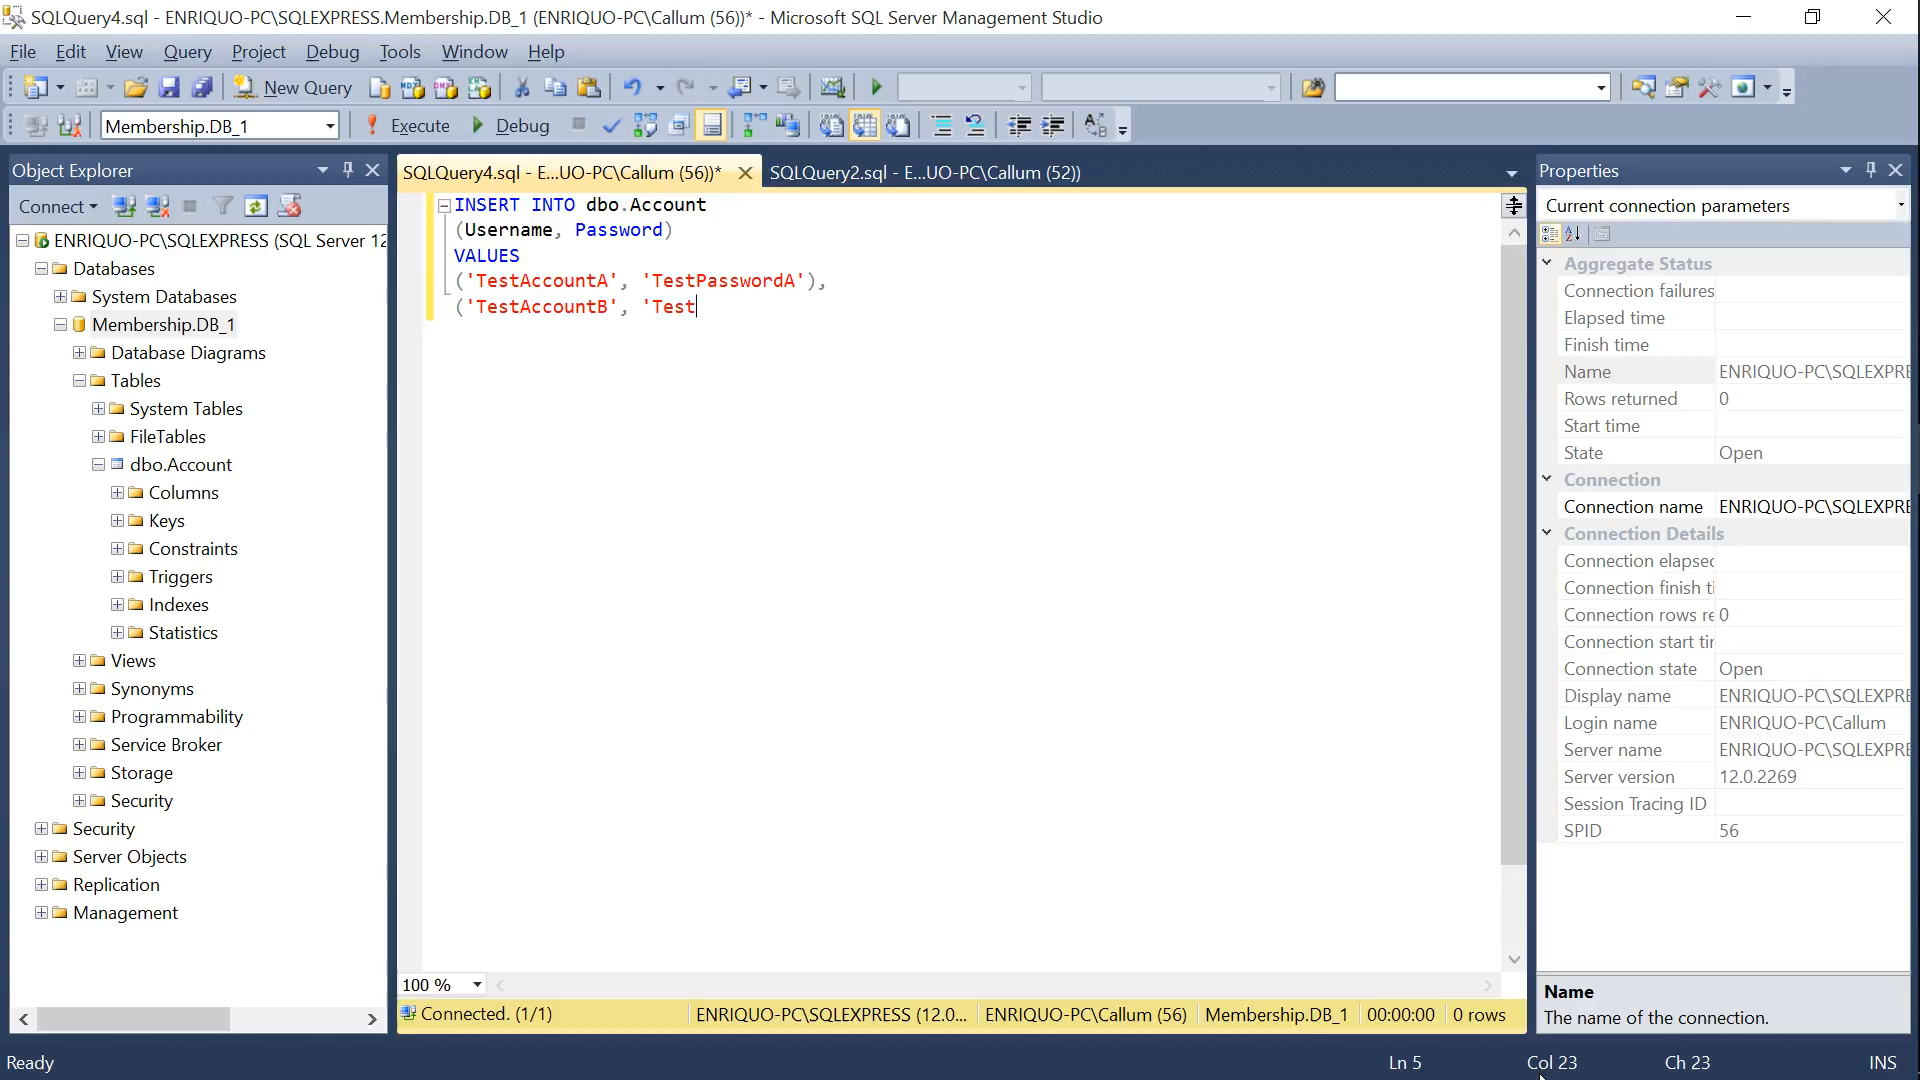 SQLQuery4.sql - ENRIQUO-PC\SQLEXPRESS.Membership.DB_1 (ENRIQUO-PC\Callum (56))* - Microsoft SQL Server Management Studio
File Edit View Query Project Debug Tools Window Help
New Query
Membership.DB_1 Execute Debug
Object Explorer
Connect
ENRIQUO-PC\SQLEXPRESS (SQL Server 12
Databases
System Databases
Membership.DB_1
Database Diagrams
Tables
System Tables
FileTables
dbo.Account
Columns
Keys
Constraints
Triggers
Indexes
Statistics
Views
Synonyms
Programmability
Service Broker
Storage
Security
Security
Server Objects
Replication
Management
SQLQuery4.sql - E...UO-PC\Callum (56))* SQLQuery2.sql - E...UO-PC\Callum (52))
INSERT INTO dbo.Account
(Username, Password)
VALUES
('TestAccountA', 'TestPasswordA'),
('TestAccountB', 'Test
100 %
Connected. (1/1) ENRIQUO-PC\SQLEXPRESS (12.0... ENRIQUO-PC\Callum (56) Membership.DB_1 00:00:00 0 rows
Properties
Current connection parameters
Aggregate Status
Connection failures
Elapsed time
Finish time
Name ENRIQUO-PC\SQLEXPRE
Rows returned 0
Start time
State Open
Connection
Connection name ENRIQUO-PC\SQLEXPRE
Connection Details
Connection elapsed
Connection finish ti
Connection rows re 0
Connection start tir
Connection state Open
Display name ENRIQUO-PC\SQLEXPRE
Login name ENRIQUO-PC\Callum
Server name ENRIQUO-PC\SQLEXPRE
Server version 12.0.2269
Session Tracing ID
SPID 56
Name
The name of the connection.
Ready Ln 5 Col 23 Ch 23 INS